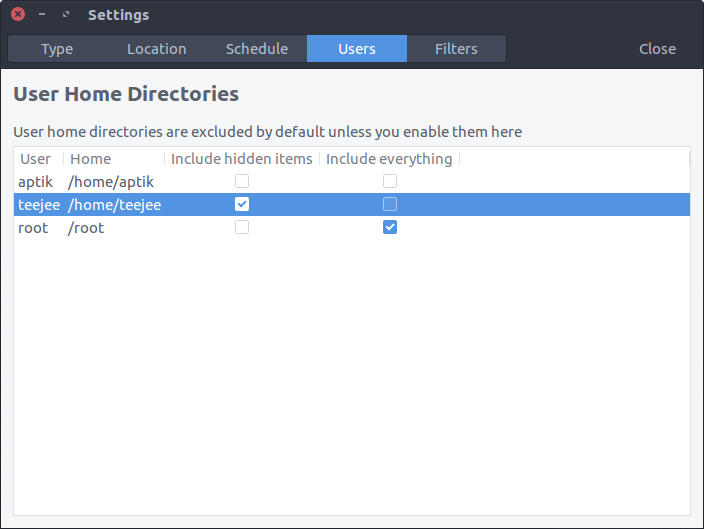 Settings
Type Location Schedule Users Filters Close
User Home Directories
User home directories are excluded by default unless you enable them here
User Home Include hidden items Include everything
aptik /home/aptik
teejee /home/teejee
root /root